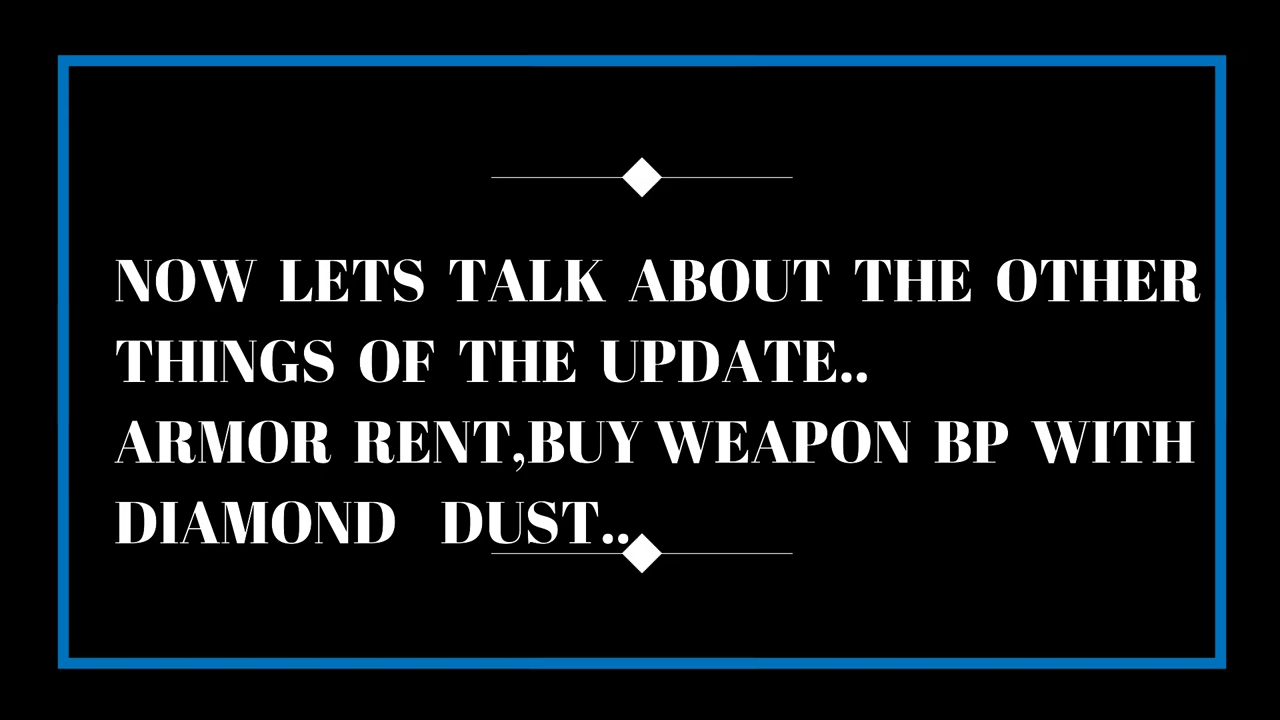 NOW LETS TALK ABOUT THE OTHER
THINGS OF THE UPDATE..
ARMOR RENT,BUY WEAPON BP WITH
DIAMOND DUST..